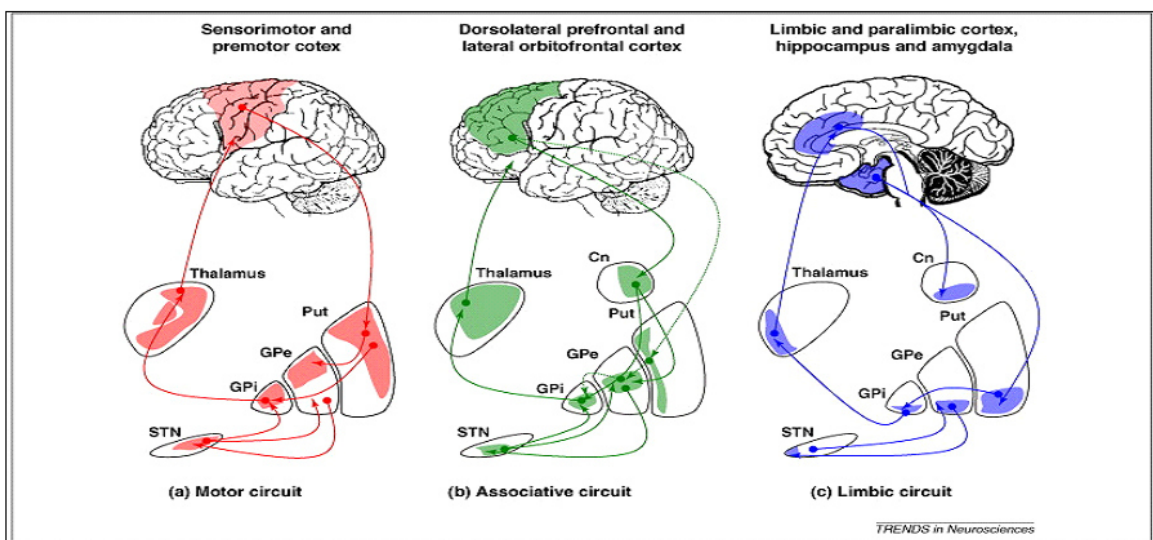 Sensorimotor and
premotor cotex
Dorsolateral prefrontal and
lateral orbitofrontal cortex
Limbic and paralimbic cortex,
hippocampus and amygdala
Thalamus
Put
GPe
GPi
STN
(a) Motor circuit
Thalamus
Cn
Put
GPe
GPi
STN
(b) Associative circuit
Thalamus
Cn
Put
GPe
GPi
STN
(c) Limbic circuit
TRENDS in Neurosciences